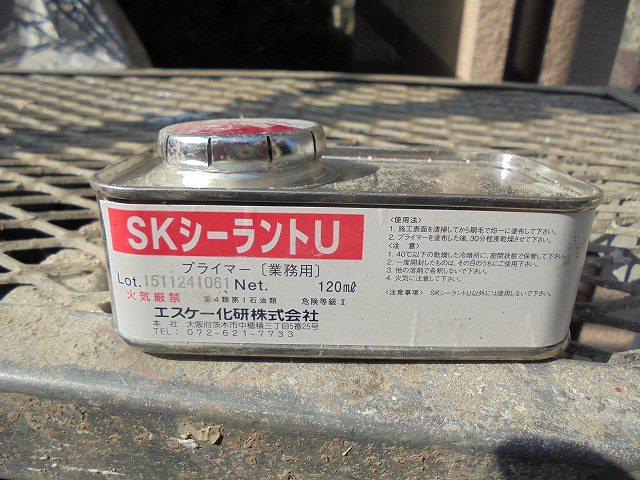 SKシーラントU
プライマー〔業務用〕
Lot.1511241061 Net. 120mℓ
火気厳禁 第4類第1石油類 危険等級Ⅱ
エスケー化研株式会社
本社 大阪府茨木市中穂積三丁目5番25号
TEL: 072-621-7733
<使用法>
1. 施工表面を清掃してから刷毛で均一に塗布して下さい。
2. プライマーを塗布した後、30分程度乾燥させて下さい。
<注 意>
1. 40℃以下の乾燥した冷暗所に、密閉状態で保管して下さい。
2. 一度開封したものは、その日のうちにご使用下さい。
3. 他の溶剤で希釈しないで下さい。
4. 火気に注意して下さい。
<注意事項> SKシーラントU以外には使用しないで下さい。